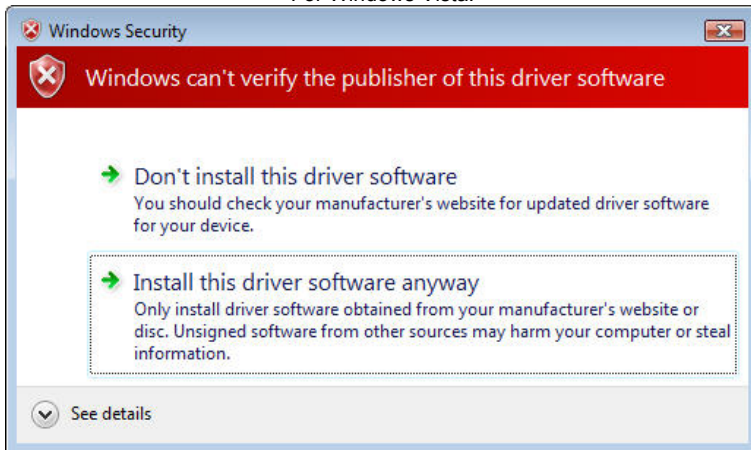 For Windows Vista:
Windows Security
Windows can't verify the publisher of this driver software
Don't install this driver software
You should check your manufacturer's website for updated driver software
for your device.
Install this driver software anyway
Only install driver software obtained from your manufacturer's website or
disc. Unsigned software from other sources may harm your computer or steal
information.
See details